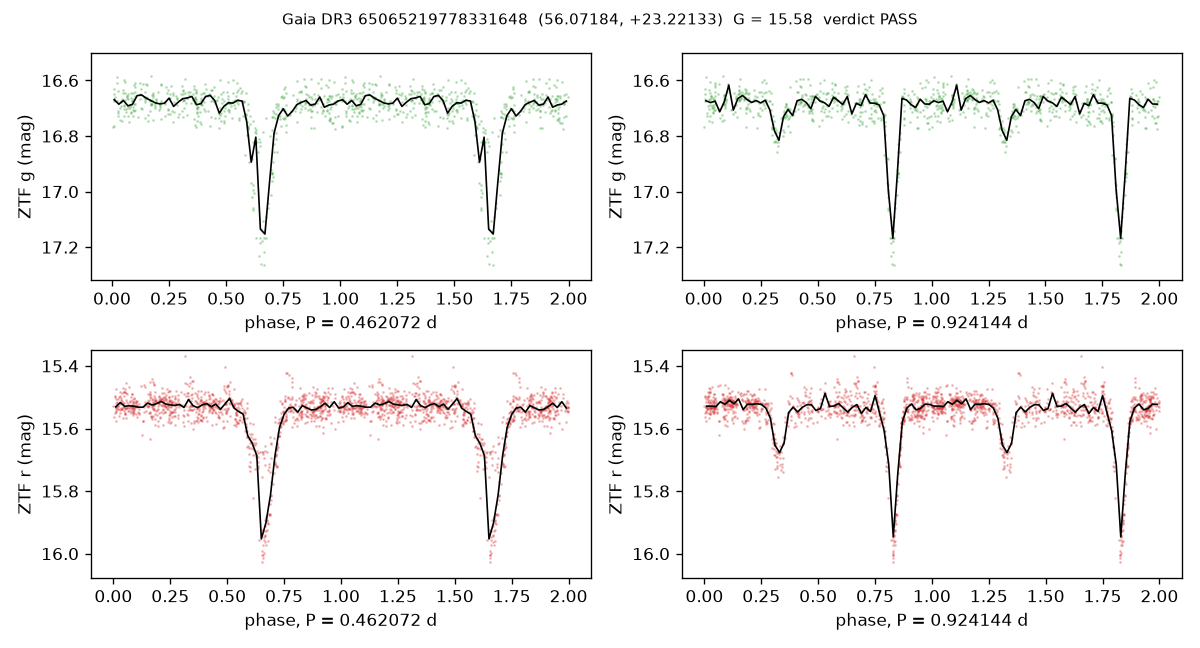 Gaia DR3 65065219778331648  (56.07184, +23.22133)  G = 15.58  verdict PASS
16.6
16.8
17.0
17.2
ZTF g (mag)
0.00 0.25 0.50 0.75 1.00 1.25 1.50 1.75 2.00
phase, P = 0.462072 d
16.6
16.8
17.0
17.2
ZTF g (mag)
0.00 0.25 0.50 0.75 1.00 1.25 1.50 1.75 2.00
phase, P = 0.924144 d
15.4
15.6
15.8
16.0
ZTF r (mag)
0.00 0.25 0.50 0.75 1.00 1.25 1.50 1.75 2.00
phase, P = 0.462072 d
15.4
15.6
15.8
16.0
ZTF r (mag)
0.00 0.25 0.50 0.75 1.00 1.25 1.50 1.75 2.00
phase, P = 0.924144 d